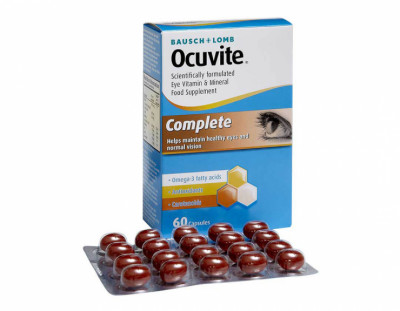 BAUSCH + LOMB
Ocuvite®
Scientifically formulated
Eye Vitamin & Mineral
Food Supplement
Complete
Helps maintain healthy eyes and
normal vision
• Omega-3 fatty acids
60 Capsules